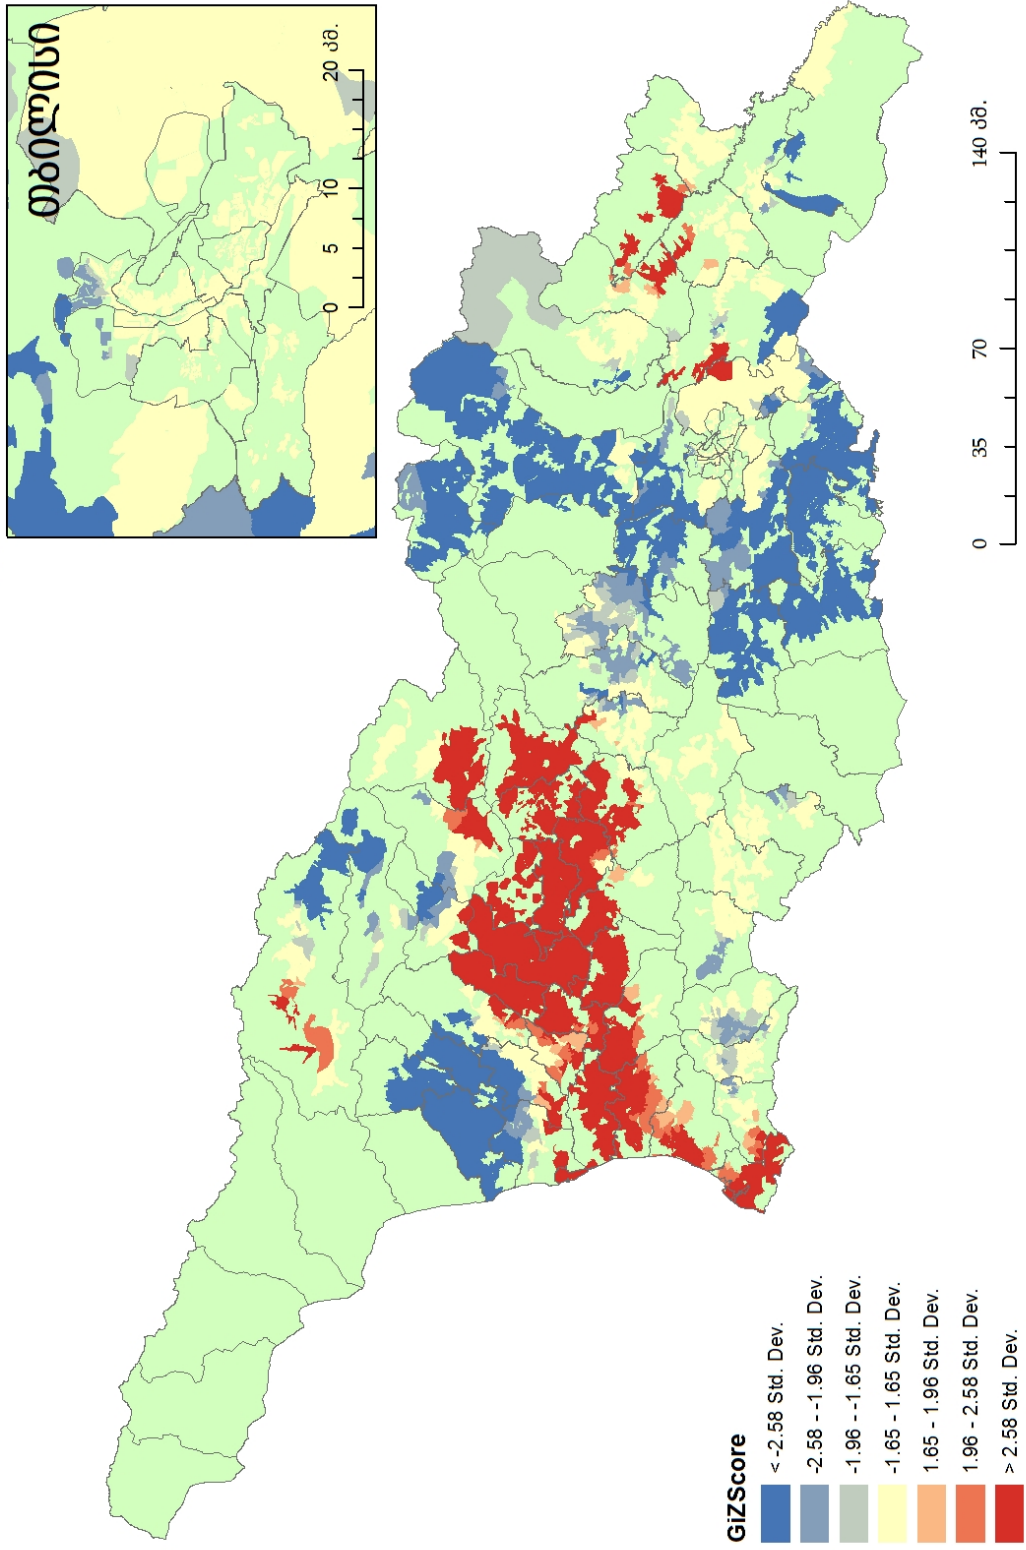 თბილისი
0 5 10 20 კმ.
0 35 70 140 კმ.
GiZScore
< -2.58 Std. Dev.
-2.58 - -1.96 Std. Dev.
-1.96 - -1.65 Std. Dev.
-1.65 - 1.65 Std. Dev.
1.65 - 1.96 Std. Dev.
1.96 - 2.58 Std. Dev.
> 2.58 Std. Dev.